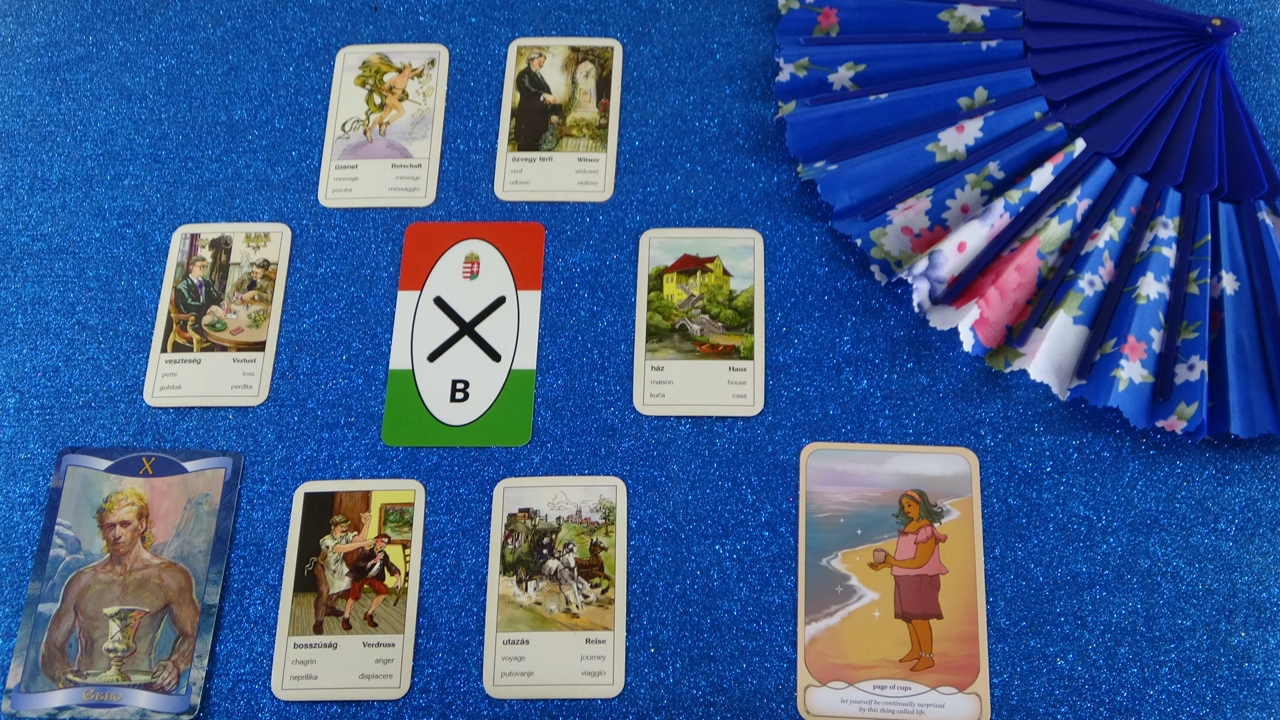 üzenet Botschaft
message message
poruka messaggio
özvegy férfi Witwer
veuf widower
udovac vedovo
veszteség Verlust
perte loss
gubitak perdita
B
ház Haus
maison house
kuća casa
X
GEBO
bosszúság Verdruss
chagrin anger
neprilika dispiacere
utazás Reise
voyage journey
putovanje viaggio
page of cups
let yourself be continually surprised
by this thing called life.